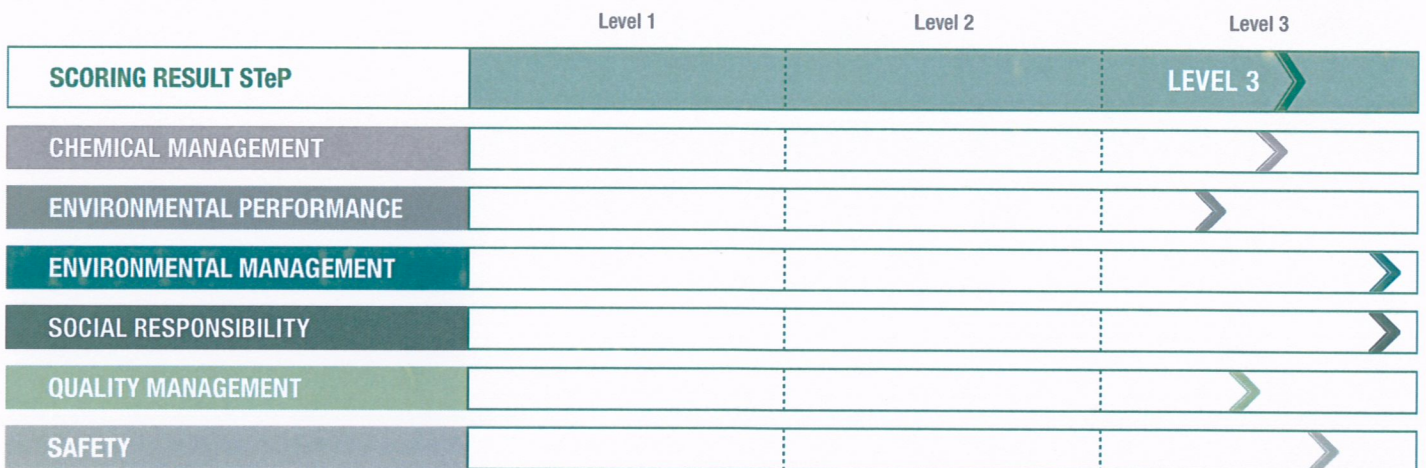 Level 1 Level 2 Level 3
SCORING RESULT STeP LEVEL 3
CHEMICAL MANAGEMENT
ENVIRONMENTAL PERFORMANCE
ENVIRONMENTAL MANAGEMENT
SOCIAL RESPONSIBILITY
QUALITY MANAGEMENT
SAFETY